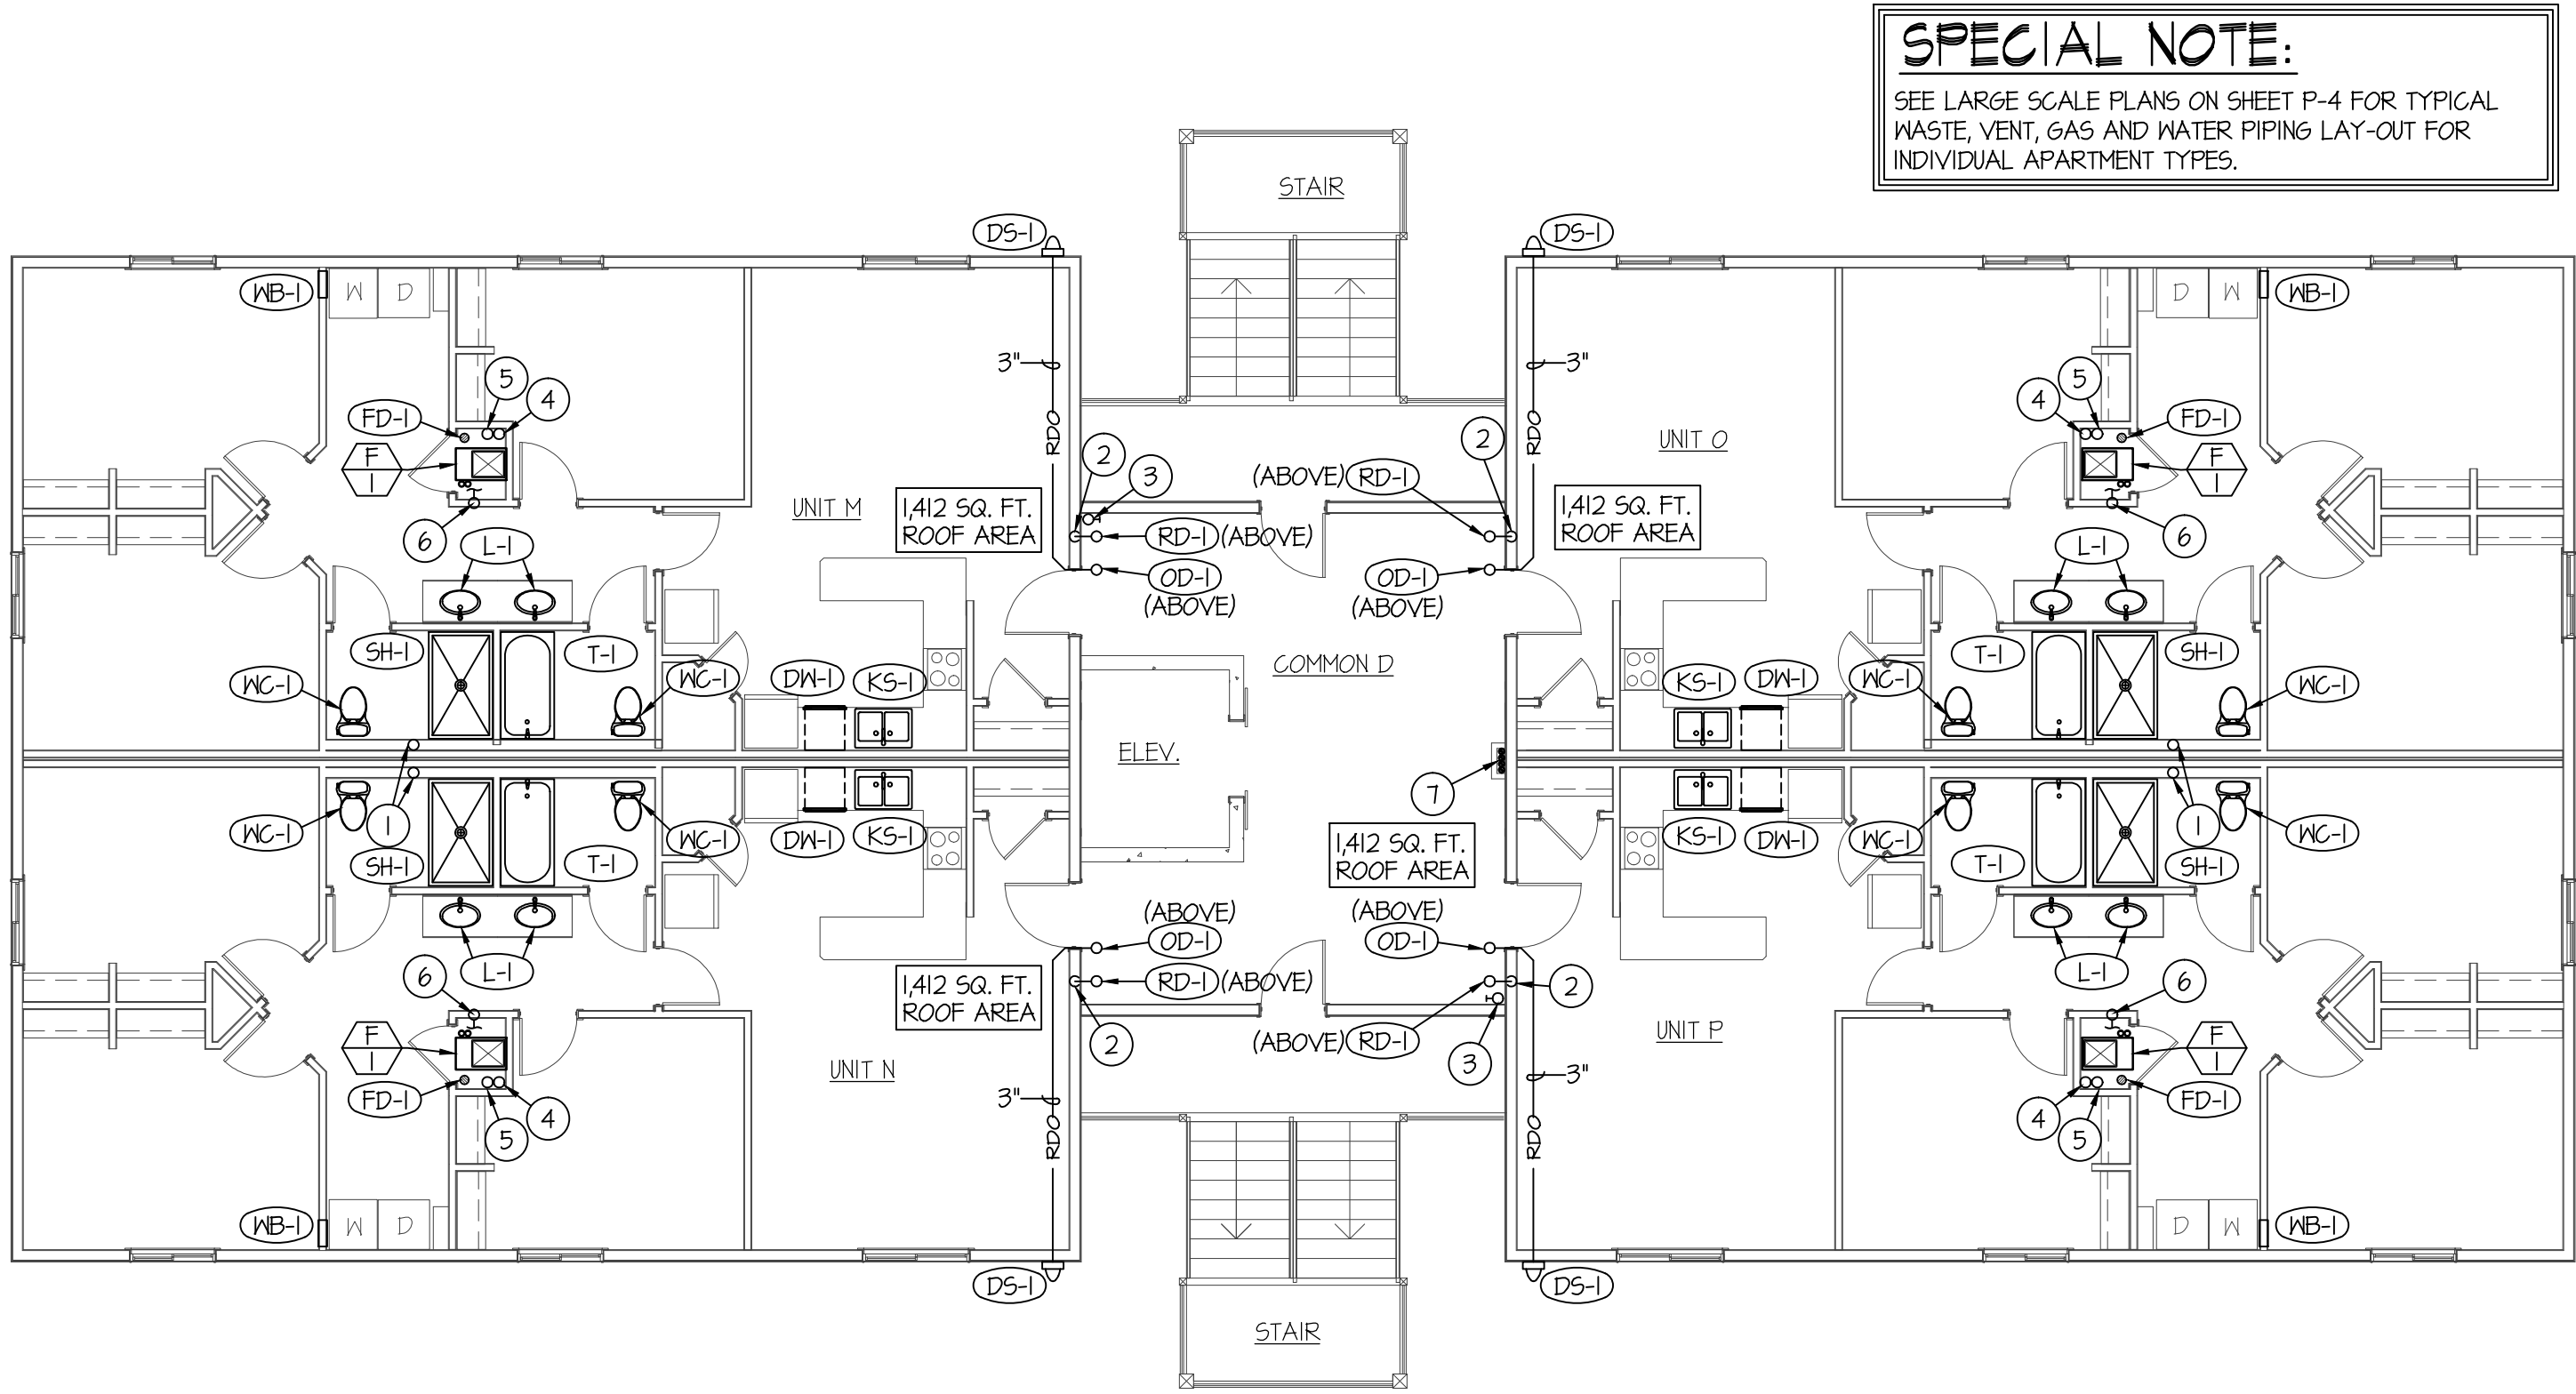 SPECIAL NOTE:
SEE LARGE SCALE PLANS ON SHEET P-4 FOR TYPICAL
WASTE, VENT, GAS AND WATER PIPING LAY-OUT FOR
INDIVIDUAL APARTMENT TYPES.
STAIR
DS-1
DS-1
WB-1
W
D
D
W
WB-1
3"
3"
5
4
4
5
FD-1
FD-1
RDO
RDO
F
1
F
1
2
2
3
(ABOVE)
RD-1
UNIT O
UNIT M
1,412 SQ. FT.
ROOF AREA
1,412 SQ. FT.
ROOF AREA
6
L-1
RD-1
(ABOVE)
OD-1
(ABOVE)
OD-1
(ABOVE)
L-1
6
SH-1
T-1
COMMON D
T-1
SH-1
WC-1
WC-1
DW-1
KS-1
KS-1
DW-1
WC-1
WC-1
ELEV.
7
WC-1
1
SH-1
T-1
WC-1
DW-1
KS-1
1,412 SQ. FT.
ROOF AREA
KS-1
DW-1
WC-1
T-1
1
SH-1
WC-1
(ABOVE)
OD-1
(ABOVE)
OD-1
6
L-1
1,412 SQ. FT.
ROOF AREA
RD-1
(ABOVE)
2
L-1
6
2
(ABOVE)
RD-1
3
UNIT P
F
1
F
1
UNIT N
FD-1
FD-1
3"
3"
5
4
4
5
RDO
RDO
WB-1
W
D
D
W
WB-1
DS-1
DS-1
STAIR